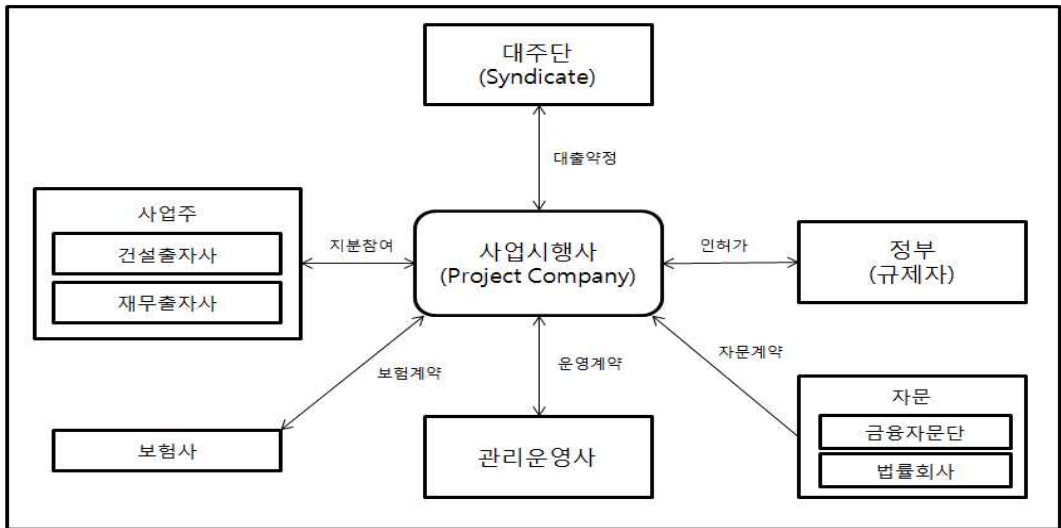 대주단
(Syndicate)
대출약정
사업주
건설출자사
재무출자사
지분참여
사업시행사
(Project Company)
인허가
정부
(규제자)
보험계약
운영계약
자문계약
보험사
관리운영사
자문
금융자문단
법률회사